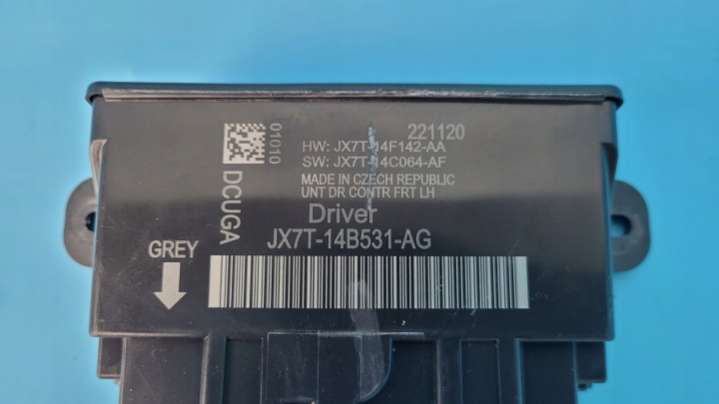 221120
01010
HW: JX7T-14F142-AA
SW: JX7T-14C064-AF
MADE IN CZECH REPUBLIC
UNT DR CONTR FRT LH
DCUGA
Driver
JX7T-14B531-AG
GREY